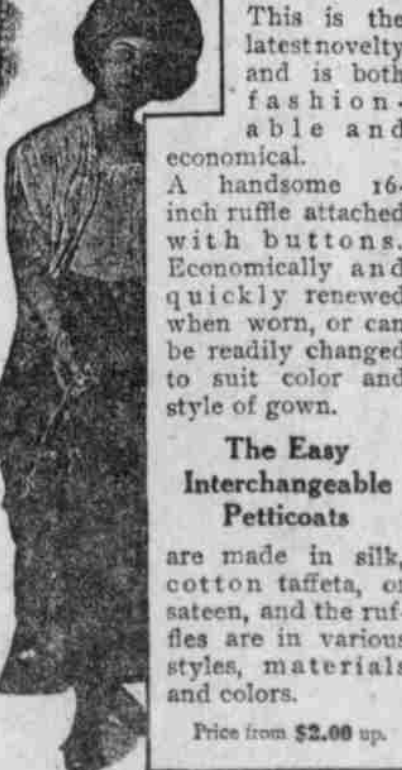 This is the
latest novelty
and is both
fashion-
able and
economical.
A handsome 16-
inch ruffle attached
with buttons.
Economically and
quickly renewed
when worn, or can
be readily changed
to suit color and
style of gown.
The Easy
Interchangeable
Petticoats
are made in silk,
cotton taffeta, or
sateen, and the ruf-
fles are in various
styles, materials
and colors.
Price from $2.00 up.